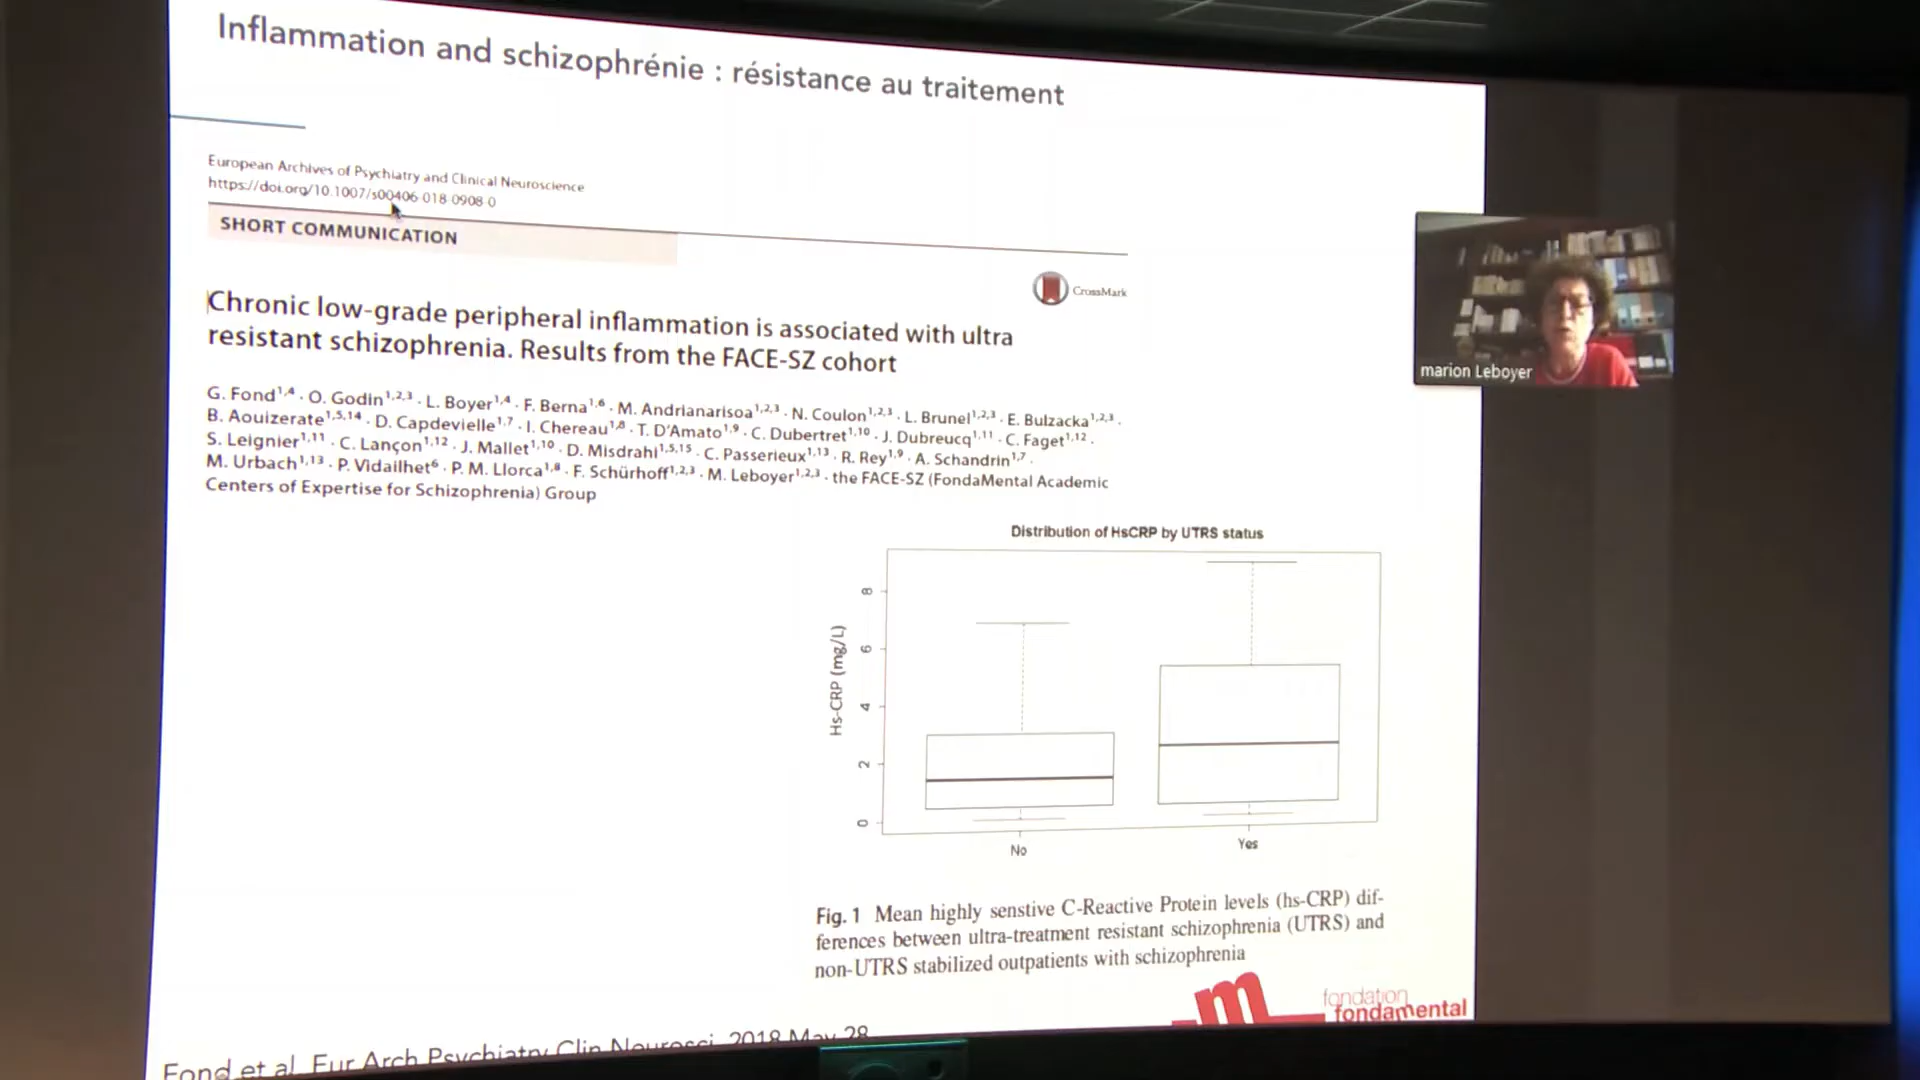 Inflammation and schizophrénie : résistance au traitement
European Archives of Psychiatry and Clinical Neuroscience
https://doi.org/10.1007/s00406-018-0908-0
SHORT COMMUNICATION
CrossMark
Chronic low-grade peripheral inflammation is associated with ultra
resistant schizophrenia. Results from the FACE-SZ cohort
G. Fond1,4 · O. Godin1,2,3 · L. Boyer1,4 · F. Berna1,6 · M. Andrianarisoa1,2,3 · N. Coulon1,2,3 · L. Brunel1,2,3 · E. Bulzacka1,2,3 ·
B. Aouizerate1,5,14 · D. Capdevielle1,7 · I. Chereau1,8 · T. D'Amato1,9 · C. Dubertret1,10 · J. Dubreucq1,11 · C. Faget1,12 ·
S. Leignier1,11 · C. Lançon1,12 · J. Mallet1,10 · D. Misdrahi1,5,15 · C. Passerieux1,13 · R. Rey1,9 · A. Schandrin1,7 ·
M. Urbach1,13 · P. Vidailhet6 · P. M. Llorca1,8 · F. Schürhoff1,2,3 · M. Leboyer1,2,3 · the FACE-SZ (FondaMental Academic
Centers of Expertise for Schizophrenia) Group
marion Leboyer
Distribution of HsCRP by UTRS status
Hs-CRP (mg/L)
8
6
4
2
0
No
Yes
Fig. 1 Mean highly senstive C-Reactive Protein levels (hs-CRP) dif-
ferences between ultra-treatment resistant schizophrenia (UTRS) and
non-UTRS stabilized outpatients with schizophrenia
m
fondation
fondamental
Fond et al. Eur Arch Psychiatry Clin Neurosci. 2018 May 28